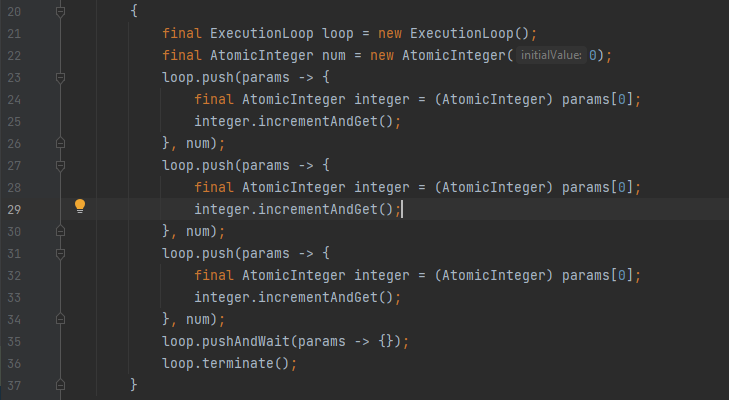 20 {
21 final ExecutionLoop loop = new ExecutionLoop();
22 final AtomicInteger num = new AtomicInteger( initialValue: 0);
23 loop.push(params -> {
24 final AtomicInteger integer = (AtomicInteger) params[0];
25 integer.incrementAndGet();
26 }, num);
27 loop.push(params -> {
28 final AtomicInteger integer = (AtomicInteger) params[0];
29 integer.incrementAndGet();
30 }, num);
31 loop.push(params -> {
32 final AtomicInteger integer = (AtomicInteger) params[0];
33 integer.incrementAndGet();
34 }, num);
35 loop.pushAndWait(params -> {});
36 loop.terminate();
37 }